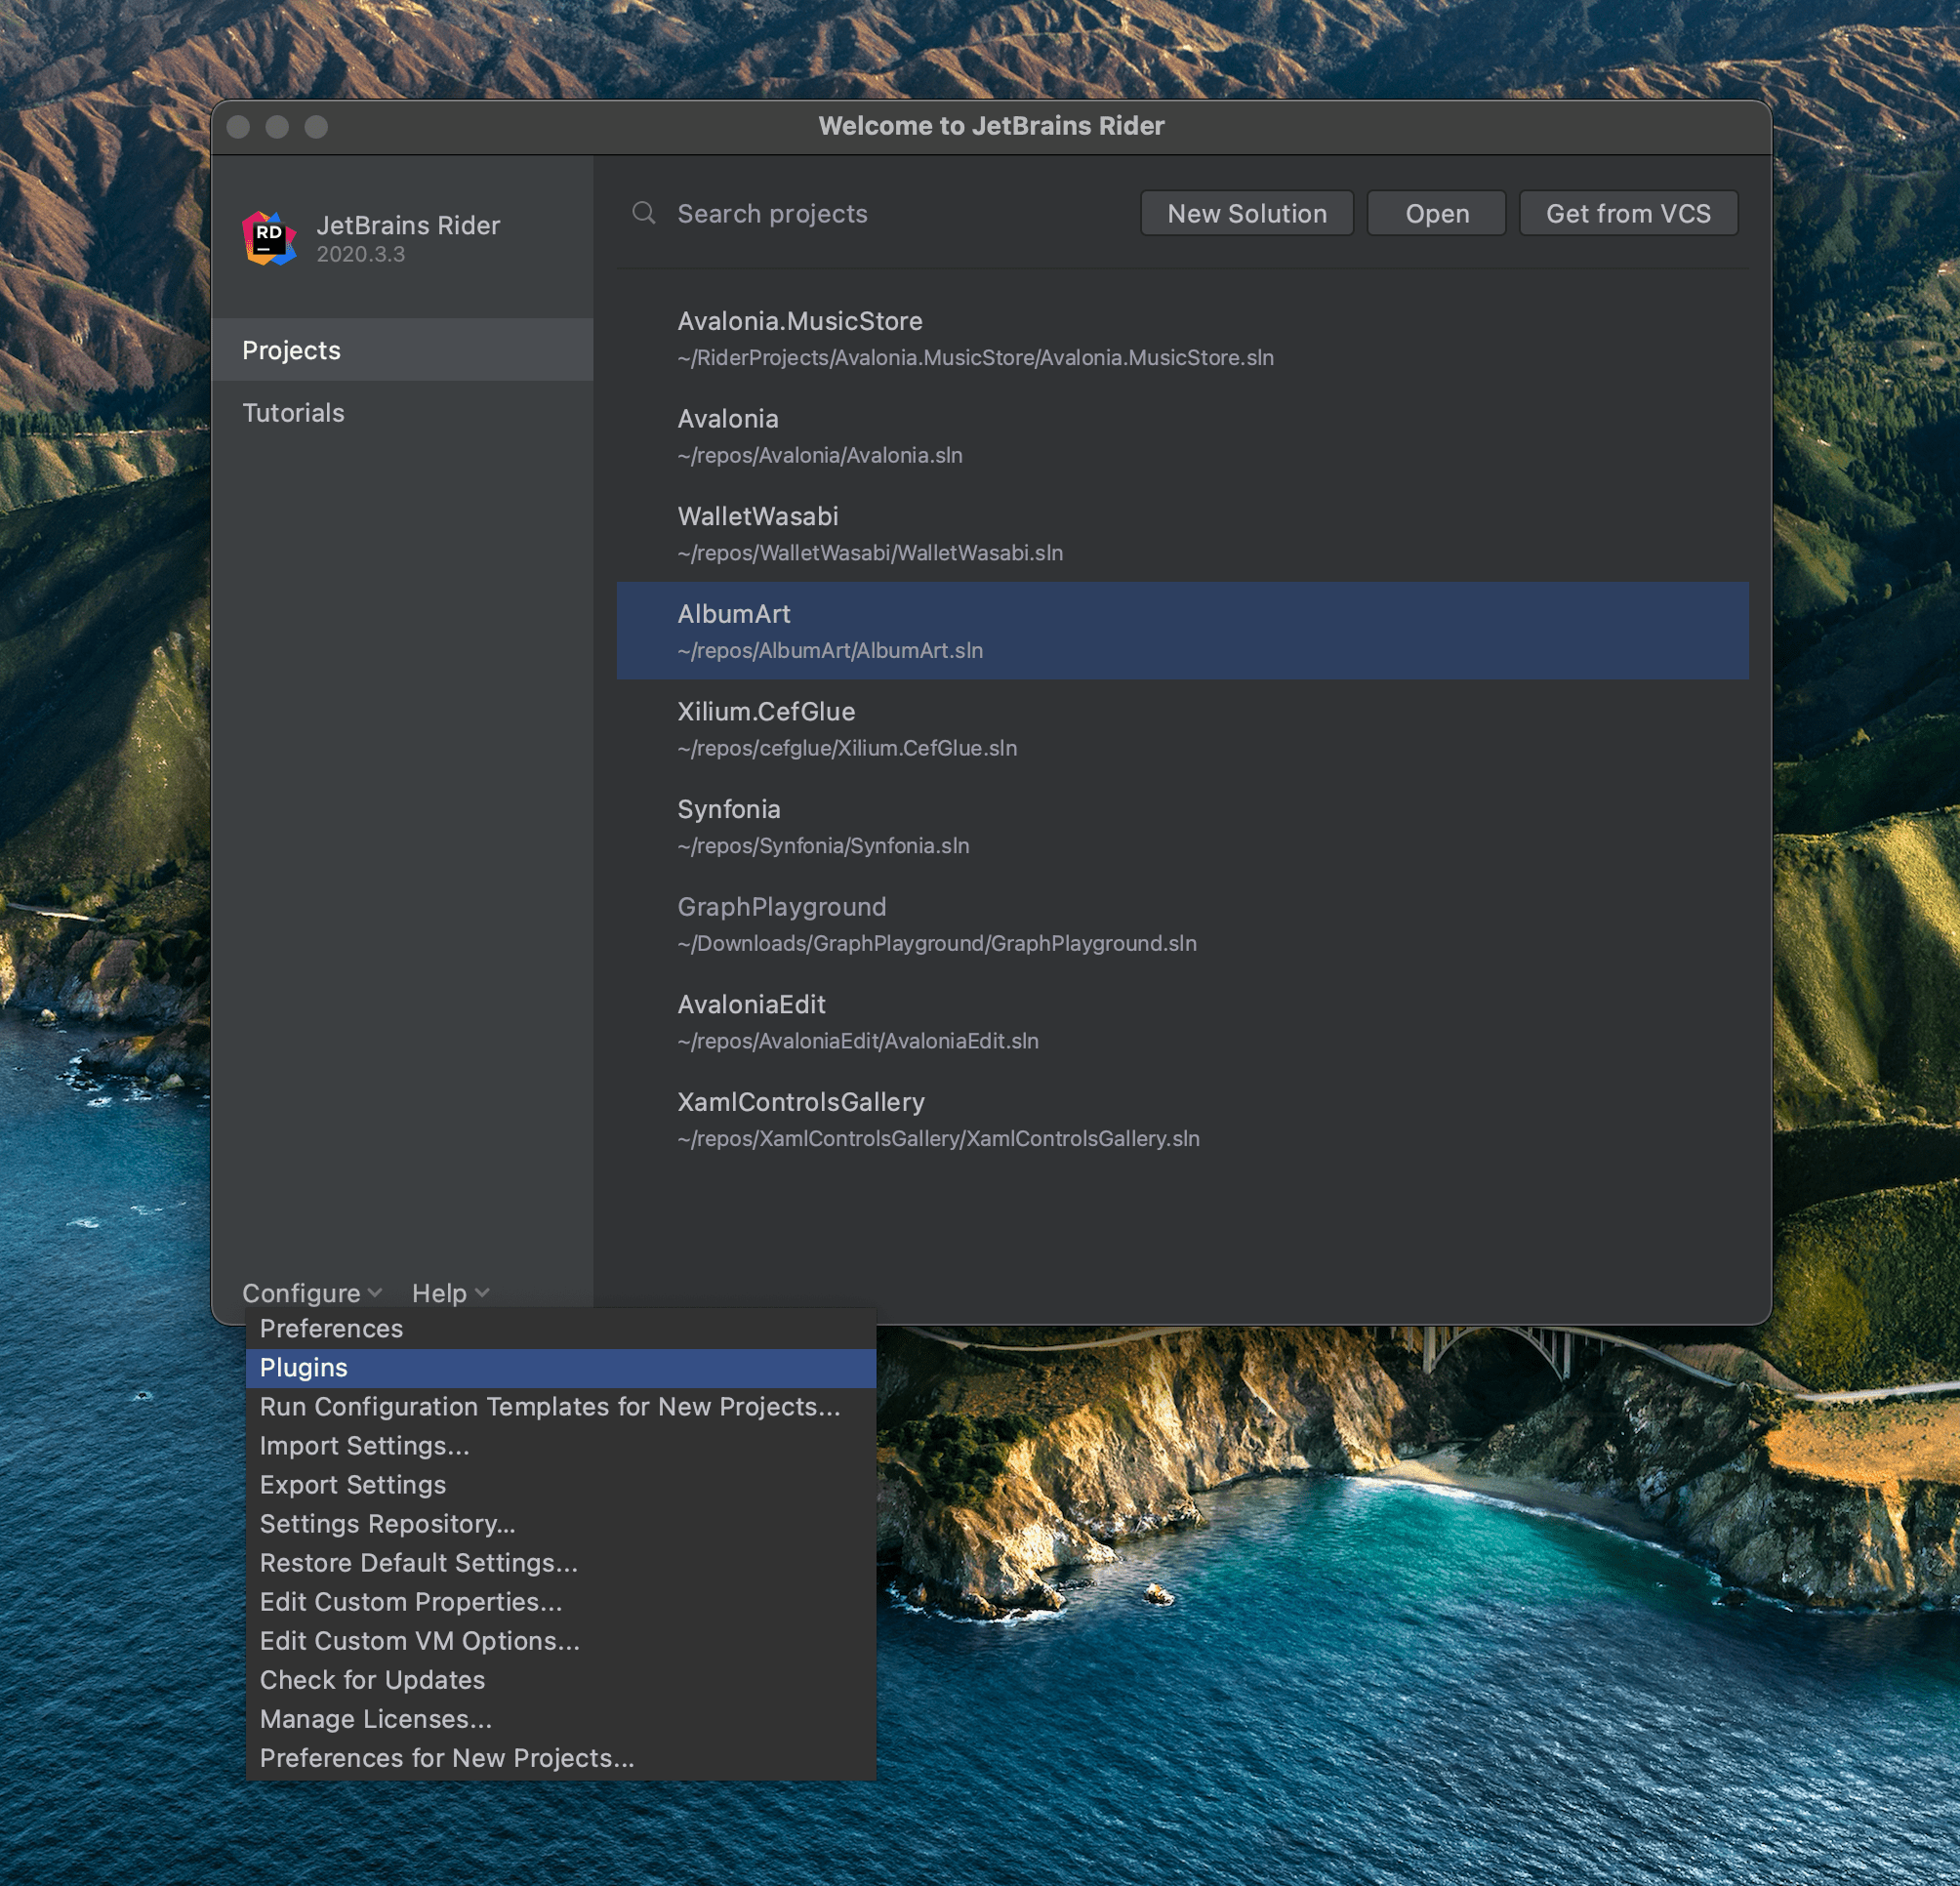 Welcome to JetBrains Rider
RD
JetBrains Rider
2020.3.3
Projects
Tutorials
Search projects
New Solution
Open
Get from VCS
Avalonia.MusicStore
~/RiderProjects/Avalonia.MusicStore/Avalonia.MusicStore.sln
Avalonia
~/repos/Avalonia/Avalonia.sln
WalletWasabi
~/repos/WalletWasabi/WalletWasabi.sln
AlbumArt
~/repos/AlbumArt/AlbumArt.sln
Xilium.CefGlue
~/repos/cefglue/Xilium.CefGlue.sln
Synfonia
~/repos/Synfonia/Synfonia.sln
GraphPlayground
~/Downloads/GraphPlayground/GraphPlayground.sln
AvaloniaEdit
~/repos/AvaloniaEdit/AvaloniaEdit.sln
XamlControlsGallery
~/repos/XamlControlsGallery/XamlControlsGallery.sln
Configure
Help
Preferences
Plugins
Run Configuration Templates for New Projects...
Import Settings...
Export Settings
Settings Repository...
Restore Default Settings...
Edit Custom Properties...
Edit Custom VM Options...
Check for Updates
Manage Licenses...
Preferences for New Projects...